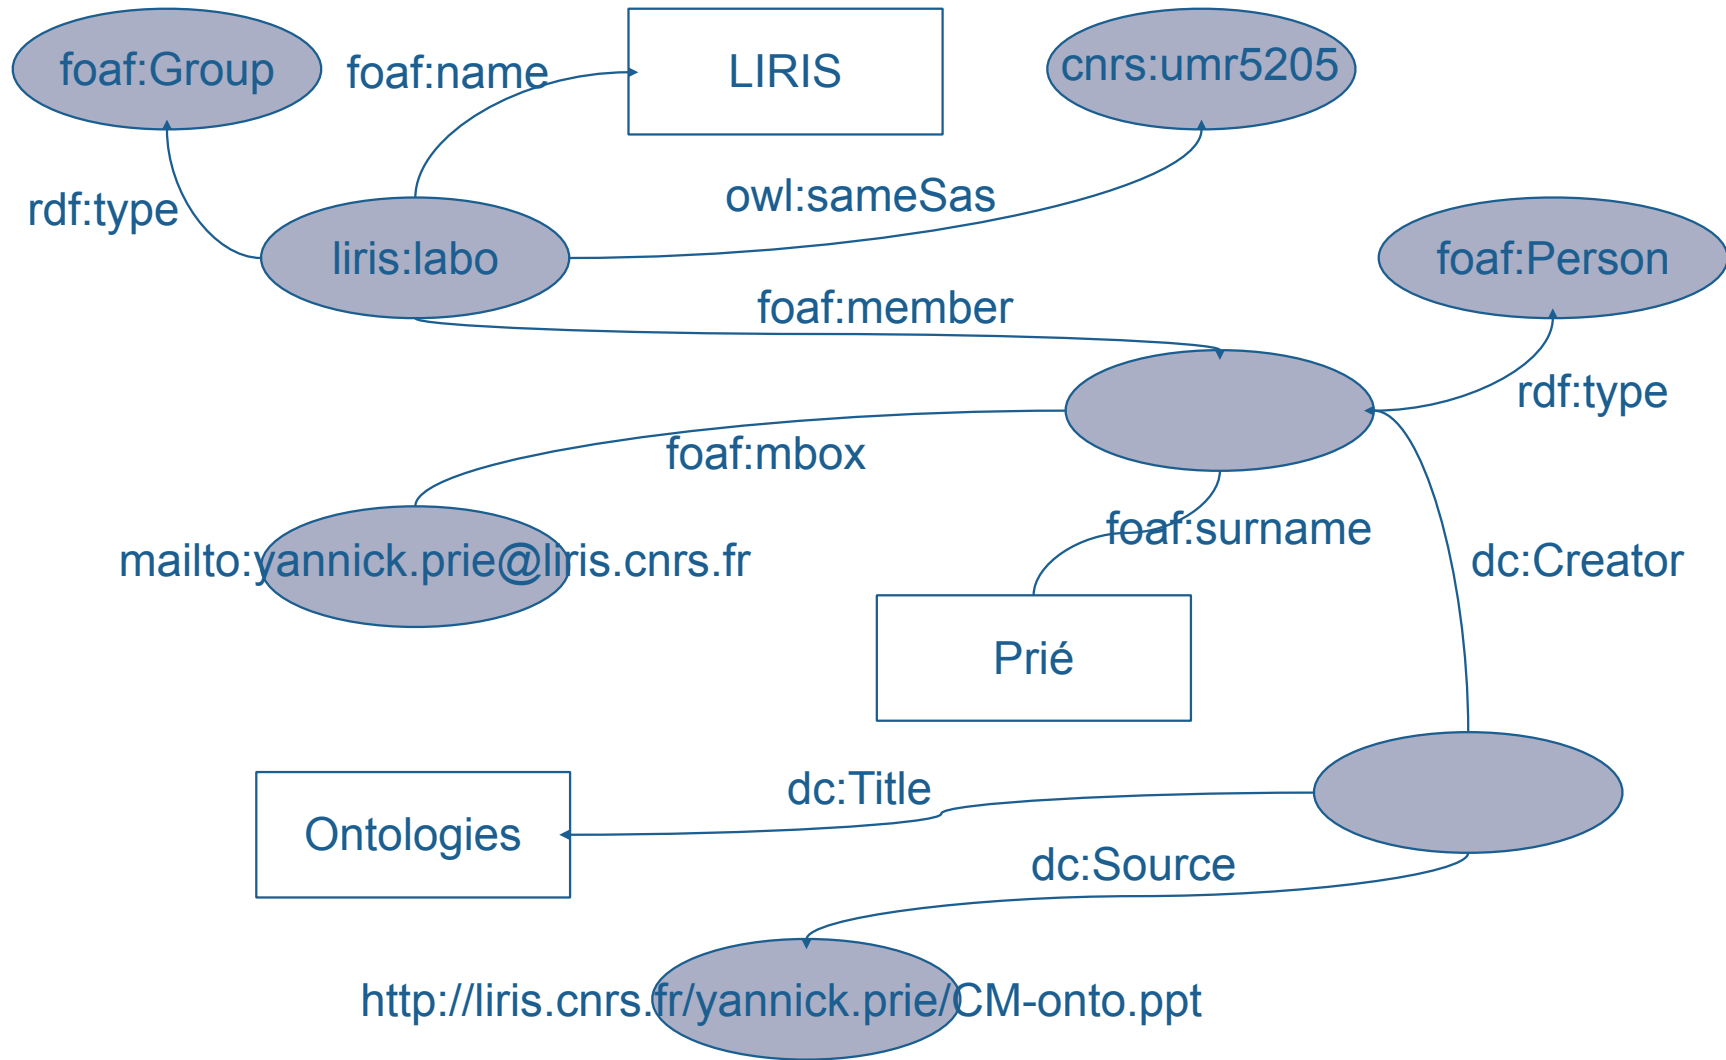 foaf:Group
foaf:name
LIRIS
cnrs:umr5205
rdf:type
owl:sameSas
liris:labo
foaf:Person
foaf:member
rdf:type
foaf:mbox
foaf:surname
mailto:yannick.prie@liris.cnrs.fr
dc:Creator
Prié
dc:Title
Ontologies
dc:Source
http://liris.cnrs.fr/yannick.prie/CM-onto.ppt